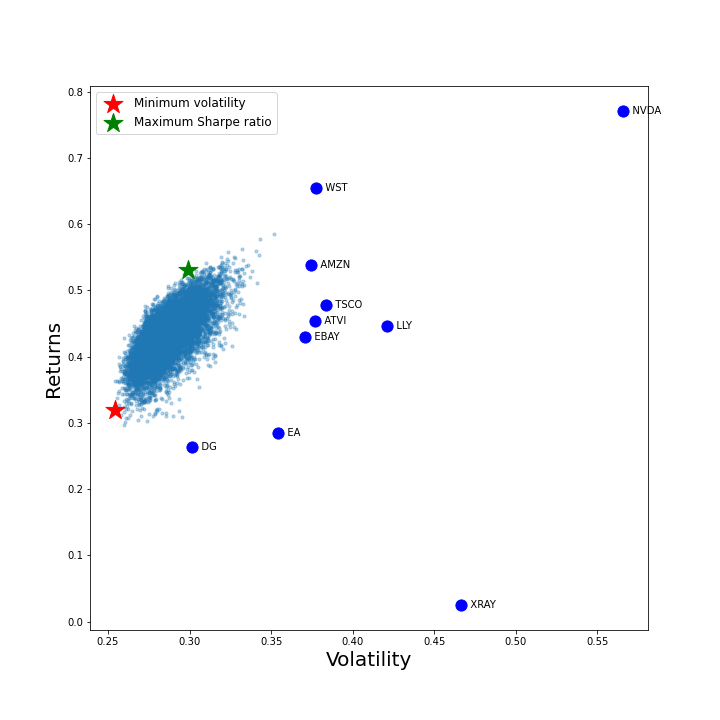 Minimum volatility
Maximum Sharpe ratio
0.8
0.7
0.6
0.5
0.4
0.3
0.2
0.1
0.0
Returns
NVDA
WST
AMZN
TSCO
ATVI
LLY
EBAY
EA
DG
XRAY
0.25 0.30 0.35 0.40 0.45 0.50 0.55
Volatility